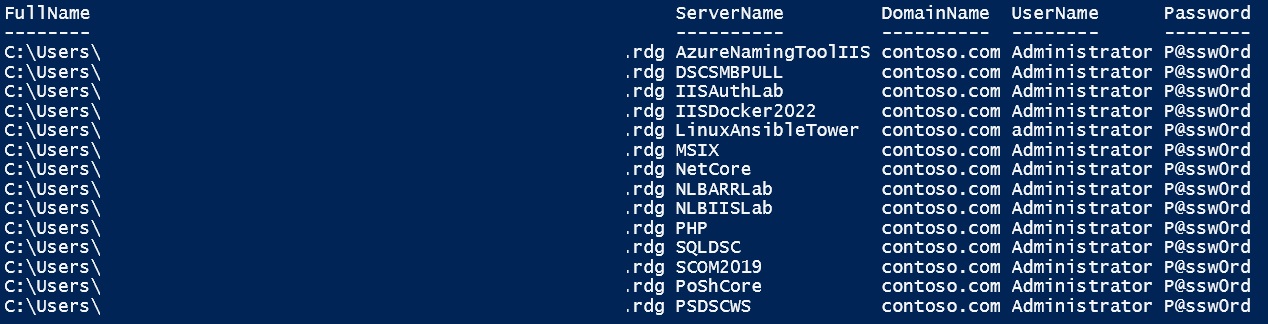 FullName ServerName DomainName UserName Password
-------- ---------- ---------- -------- --------
C:\Users\ .rdg AzureNamingToolIIS contoso.com Administrator P@ssw0rd
C:\Users\ .rdg DSCSMBPULL contoso.com Administrator P@ssw0rd
C:\Users\ .rdg IISAuthLab contoso.com Administrator P@ssw0rd
C:\Users\ .rdg IISDocker2022 contoso.com Administrator P@ssw0rd
C:\Users\ .rdg LinuxAnsibleTower contoso.com administrator P@ssw0rd
C:\Users\ .rdg MSIX contoso.com Administrator P@ssw0rd
C:\Users\ .rdg NetCore contoso.com Administrator P@ssw0rd
C:\Users\ .rdg NLBARRLab contoso.com Administrator P@ssw0rd
C:\Users\ .rdg NLBIISLab contoso.com Administrator P@ssw0rd
C:\Users\ .rdg PHP contoso.com Administrator P@ssw0rd
C:\Users\ .rdg SQLDSC contoso.com Administrator P@ssw0rd
C:\Users\ .rdg SCOM2019 contoso.com Administrator P@ssw0rd
C:\Users\ .rdg PoShCore contoso.com Administrator P@ssw0rd
C:\Users\ .rdg PSDSCWS contoso.com Administrator P@ssw0rd